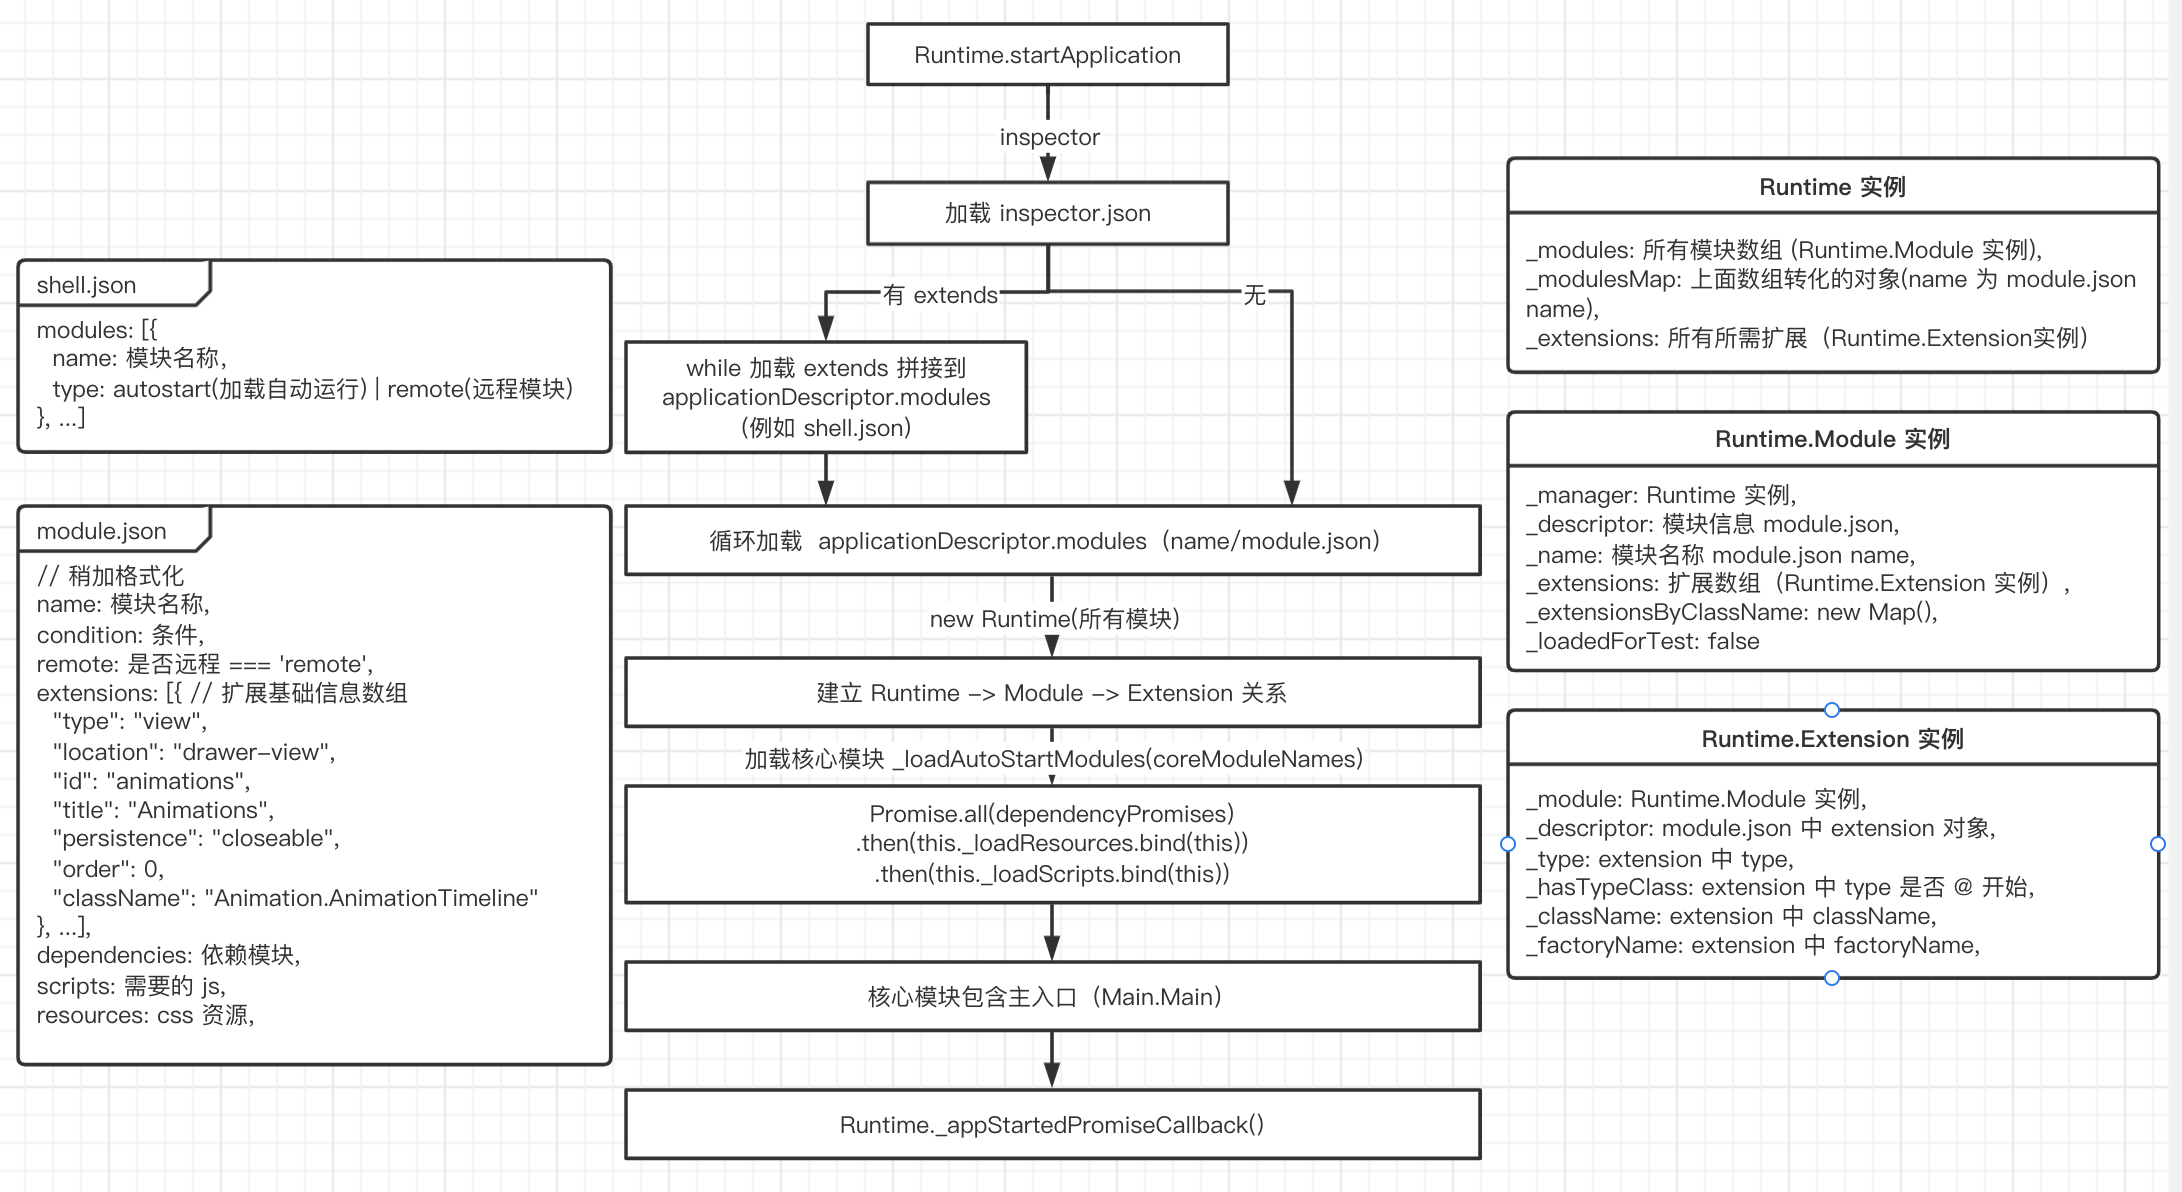 Runtime.startApplication
inspector
加载 inspector.json
有 extends
无
while 加载 extends 拼接到
applicationDescriptor.modules
(例如 shell.json)
循环加载  applicationDescriptor.modules（name/module.json）
new Runtime(所有模块)
建立 Runtime -> Module -> Extension 关系
加载核心模块 _loadAutoStartModules(coreModuleNames)
Promise.all(dependencyPromises)
.then(this._loadResources.bind(this))
.then(this._loadScripts.bind(this))
核心模块包含主入口（Main.Main）
Runtime._appStartedPromiseCallback()
shell.json
modules: [{
name: 模块名称,
type: autostart(加载自动运行) | remote(远程模块)
}, ...]
module.json
// 稍加格式化
name: 模块名称,
condition: 条件,
remote: 是否远程 === 'remote',
extensions: [{ // 扩展基础信息数组
"type": "view",
"location": "drawer-view",
"id": "animations",
"title": "Animations",
"persistence": "closeable",
"order": 0,
"className": "Animation.AnimationTimeline"
}, ...],
dependencies: 依赖模块,
scripts: 需要的 js,
resources: css 资源,
Runtime 实例
_modules: 所有模块数组 (Runtime.Module 实例),
_modulesMap: 上面数组转化的对象(name 为 module.json
name),
_extensions: 所有所需扩展（Runtime.Extension实例）
Runtime.Module 实例
_manager: Runtime 实例,
_descriptor: 模块信息 module.json,
_name: 模块名称 module.json name,
_extensions: 扩展数组（Runtime.Extension 实例）,
_extensionsByClassName: new Map(),
_loadedForTest: false
Runtime.Extension 实例
_module: Runtime.Module 实例,
_descriptor: module.json 中 extension 对象,
_type: extension 中 type,
_hasTypeClass: extension 中 type 是否 @ 开始,
_className: extension 中 className,
_factoryName: extension 中 factoryName,